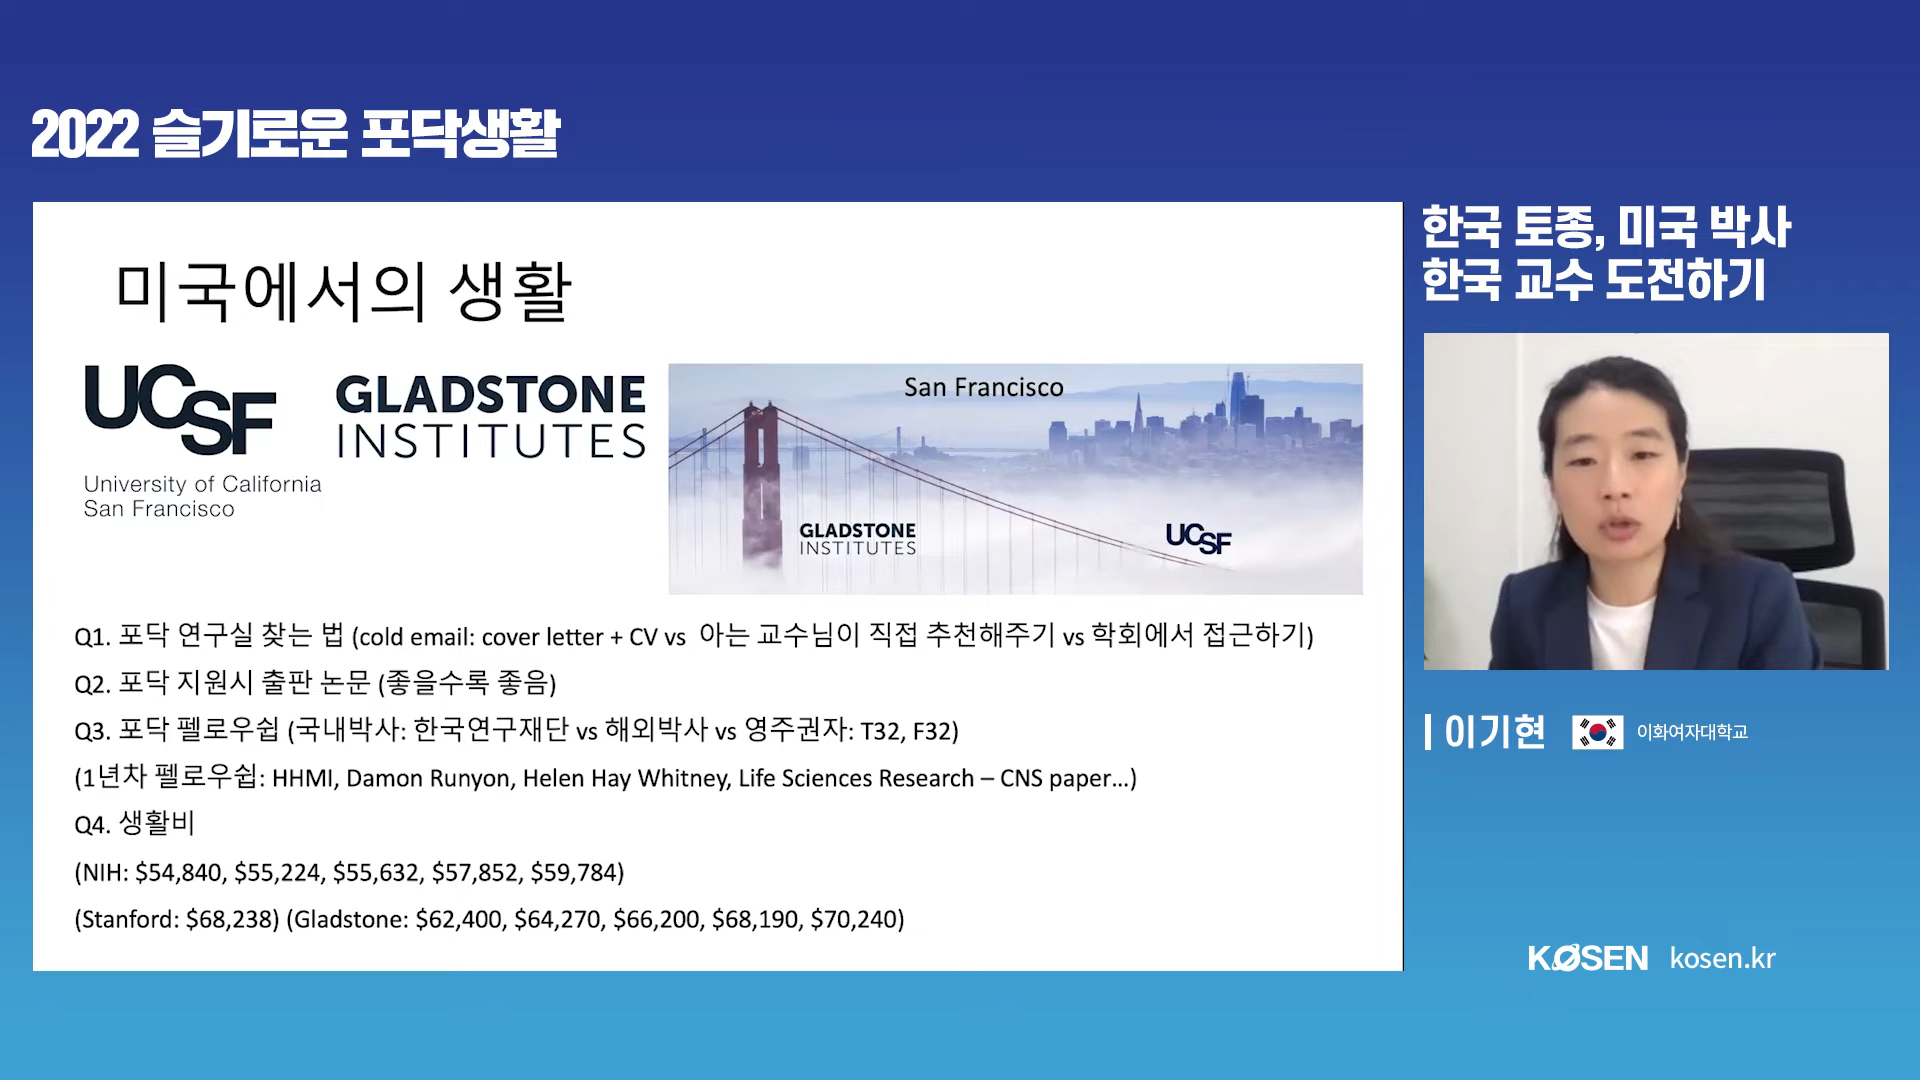 2022 슬기로운 포닥생활
미국에서의 생활
UCSF
University of California
San Francisco
GLADSTONE
INSTITUTES
San Francisco
GLADSTONE
INSTITUTES
UCSF
Q1. 포닥 연구실 찾는 법 (cold email: cover letter + CV vs 아는 교수님이 직접 추천해주기 vs 학회에서 접근하기)
Q2. 포닥 지원시 출판 논문 (좋을수록 좋음)
Q3. 포닥 펠로우쉽 (국내박사: 한국연구재단 vs 해외박사 vs 영주권자: T32, F32)
(1년차 펠로우쉽: HHMI, Damon Runyon, Helen Hay Whitney, Life Sciences Research – CNS paper…)
Q4. 생활비
(NIH: $54,840, $55,224, $55,632, $57,852, $59,784)
(Stanford: $68,238) (Gladstone: $62,400, $64,270, $66,200, $68,190, $70,240)
한국 토종, 미국 박사
한국 교수 도전하기
이기현 이화여자대학교
KOSEN kosen.kr